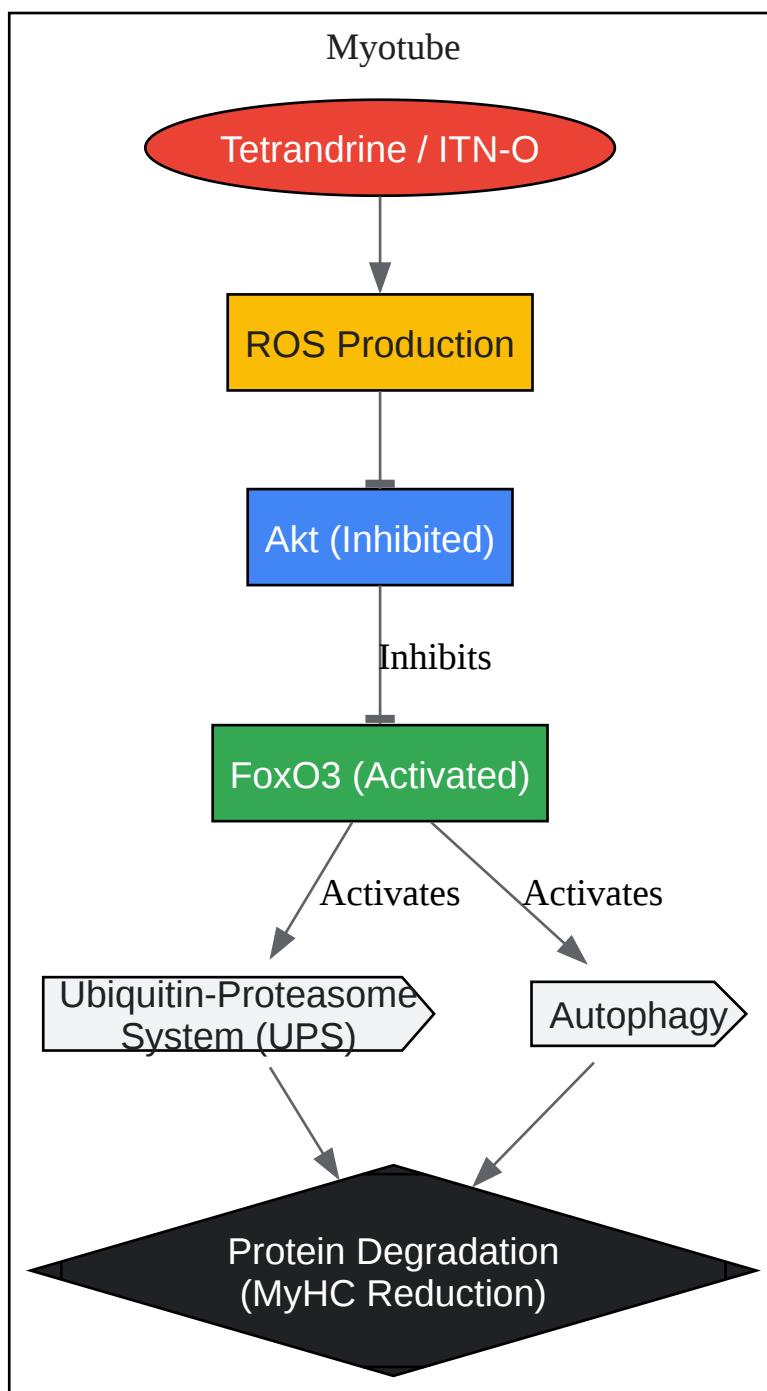 Myotube
Tetrandrine / ITN-O
ROS Production
Akt (Inhibited)
Inhibits
FoxO3 (Activated)
Activates
Activates
Ubiquitin-Proteasome
System (UPS)
Autophagy
Protein Degradation
(MyHC Reduction)